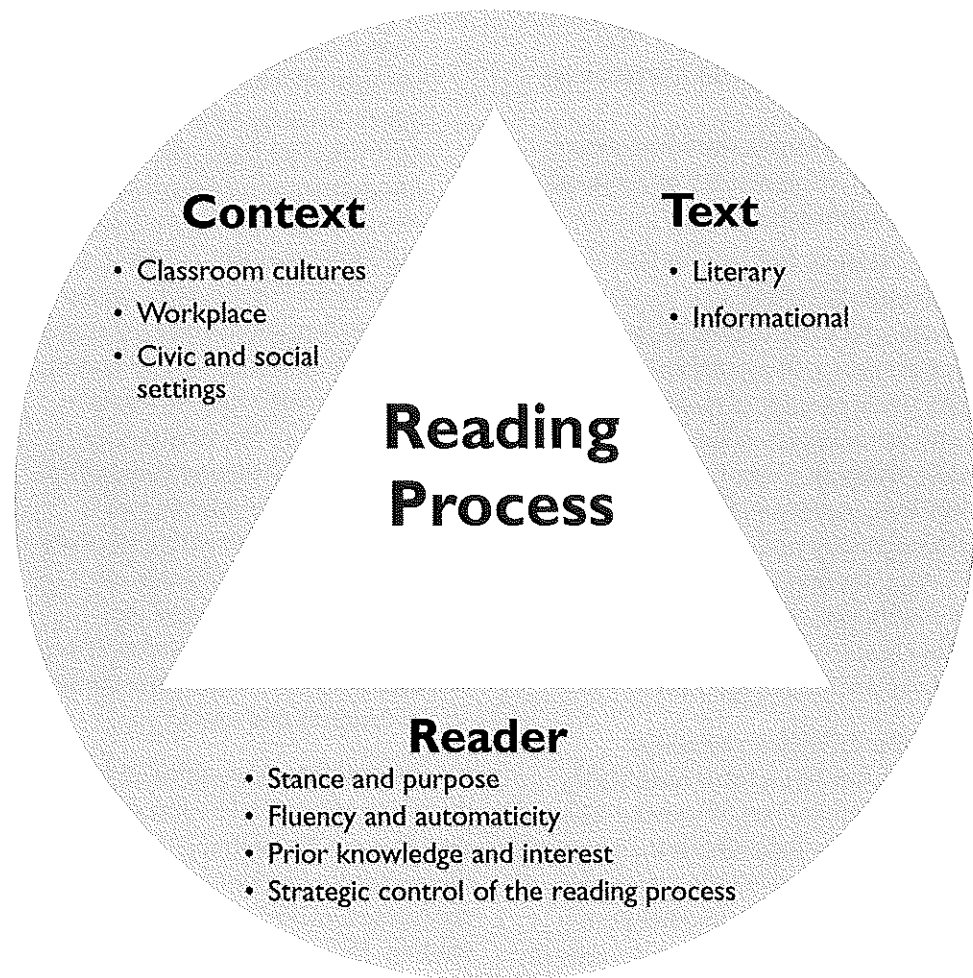 Context
• Classroom cultures
• Workplace
• Civic and social
settings
Text
• Literary
• Informational
Reading
Process
Reader
• Stance and purpose
• Fluency and automaticity
• Prior knowledge and interest
• Strategic control of the reading process